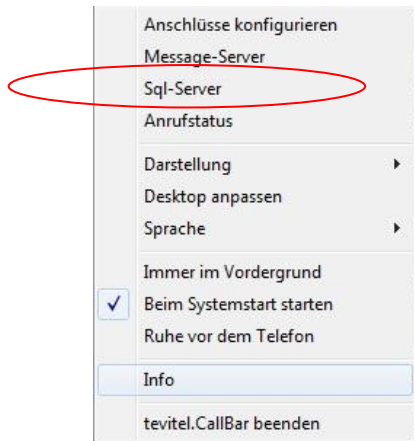 Anschlüsse konfigurieren
Message-Server
Sql-Server
Anrufstatus
Darstellung
Desktop anpassen
Sprache
Immer im Vordergrund
Beim Systemstart starten
Ruhe vor dem Telefon
Info
tevitel.CallBar beenden